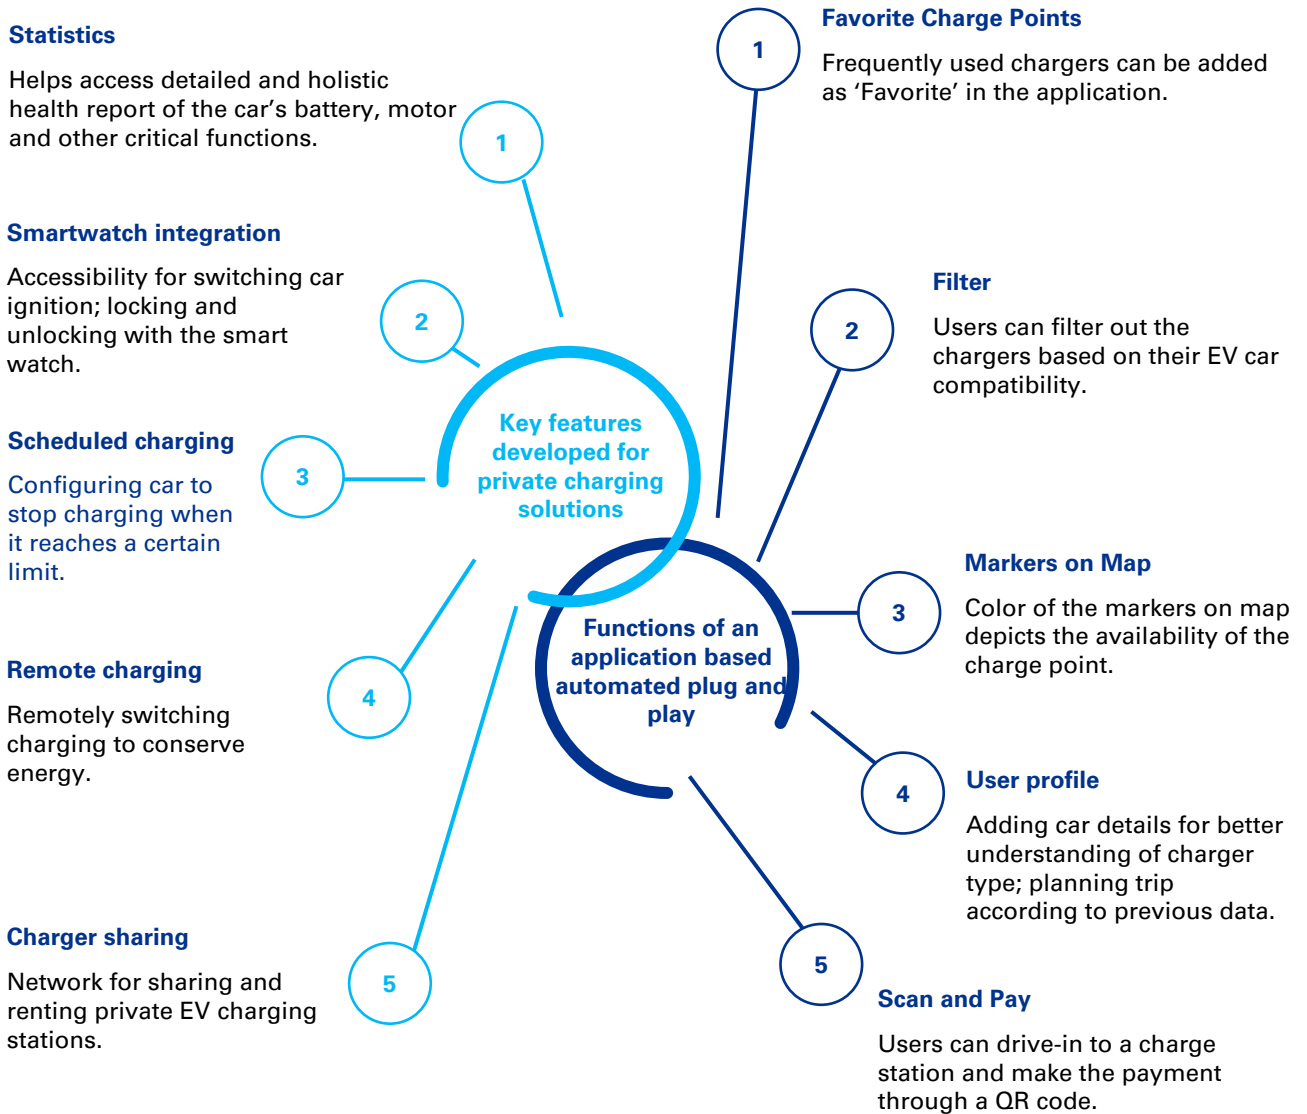 Statistics
Helps access detailed and holistic
health report of the car’s battery, motor
and other critical functions.
1
Smartwatch integration
Accessibility for switching car
ignition; locking and
unlocking with the smart
watch.
2
Scheduled charging
Configuring car to
stop charging when
it reaches a certain
limit.
3
Remote charging
Remotely switching
charging to conserve
energy.
4
Charger sharing
Network for sharing and
renting private EV charging
stations.
5
Key features
developed for
private charging
solutions
Functions of an
application based
automated plug and
play
1
Favorite Charge Points
Frequently used chargers can be added
as ‘Favorite’ in the application.
2
Filter
Users can filter out the
chargers based on their EV car
compatibility.
3
Markers on Map
Color of the markers on map
depicts the availability of the
charge point.
4
User profile
Adding car details for better
understanding of charger
type; planning trip
according to previous data.
5
Scan and Pay
Users can drive-in to a charge
station and make the payment
through a QR code.